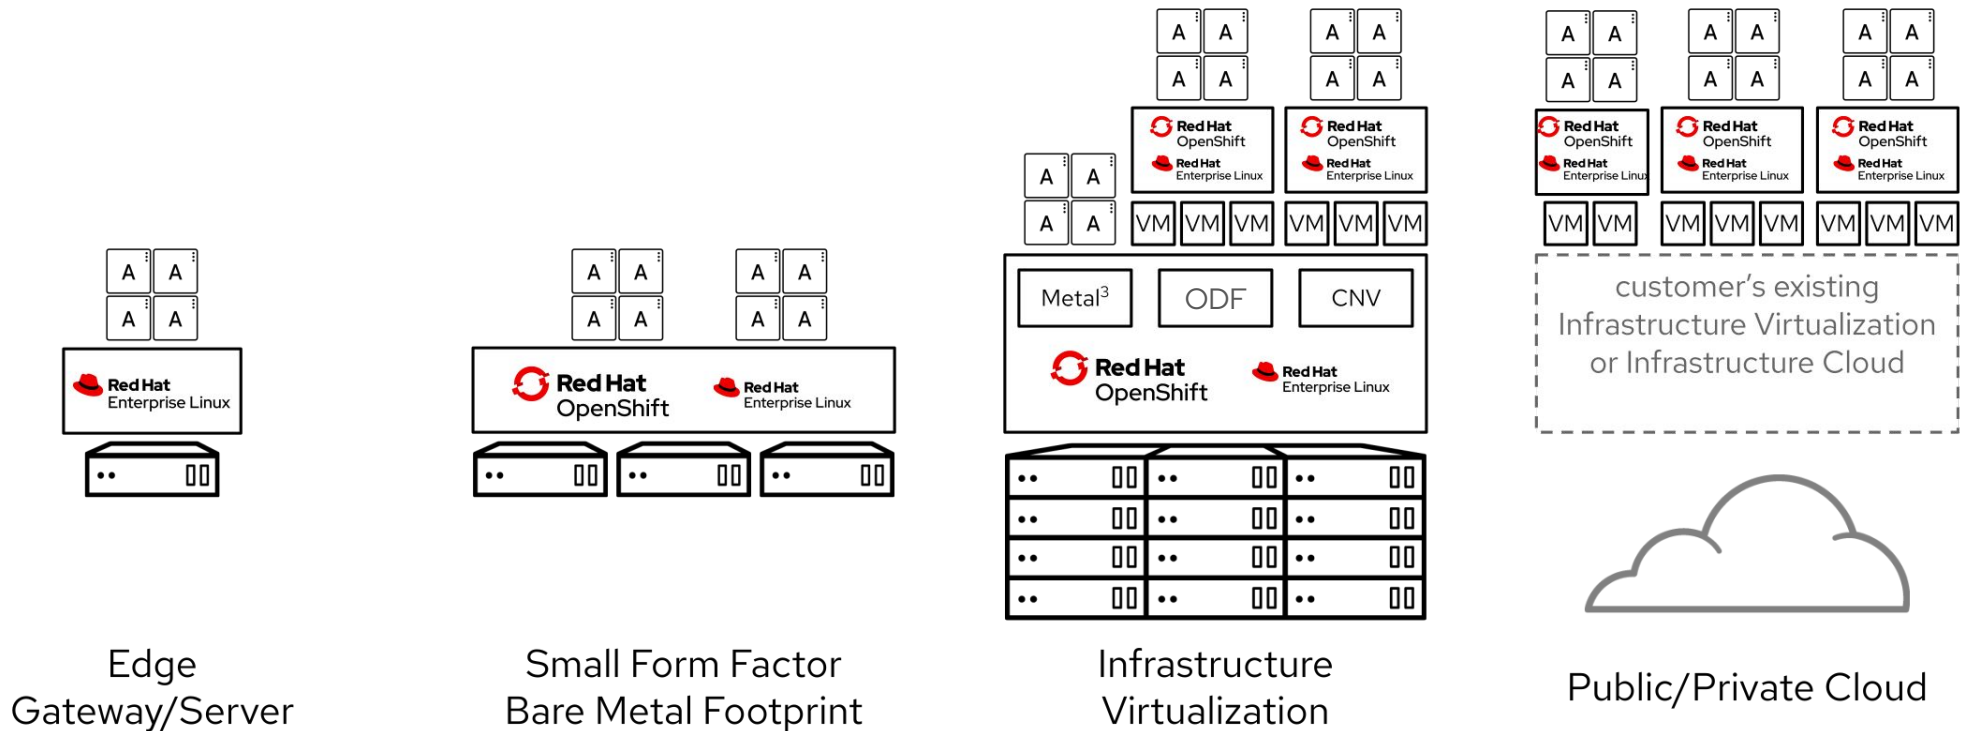 A A
A A
Red Hat
Enterprise Linux
Edge
Gateway/Server
A A
A A
A A
A A
Red Hat
OpenShift
Red Hat
Enterprise Linux
Small Form Factor
Bare Metal Footprint
A A
A A
A A
A A
Red Hat
OpenShift
Red Hat
Enterprise Linux
Red Hat
OpenShift
Red Hat
Enterprise Linux
A A
A A
VM VM VM
VM VM VM
Metal³
ODF
CNV
Red Hat
OpenShift
Red Hat
Enterprise Linux
Infrastructure
Virtualization
A A
A A
A A
A A
A A
A A
Red Hat
OpenShift
Red Hat
Enterprise Linux
Red Hat
OpenShift
Red Hat
Enterprise Linux
Red Hat
OpenShift
Red Hat
Enterprise Linux
VM VM
VM VM VM
VM VM VM
customer's existing
Infrastructure Virtualization
or Infrastructure Cloud
Public/Private Cloud